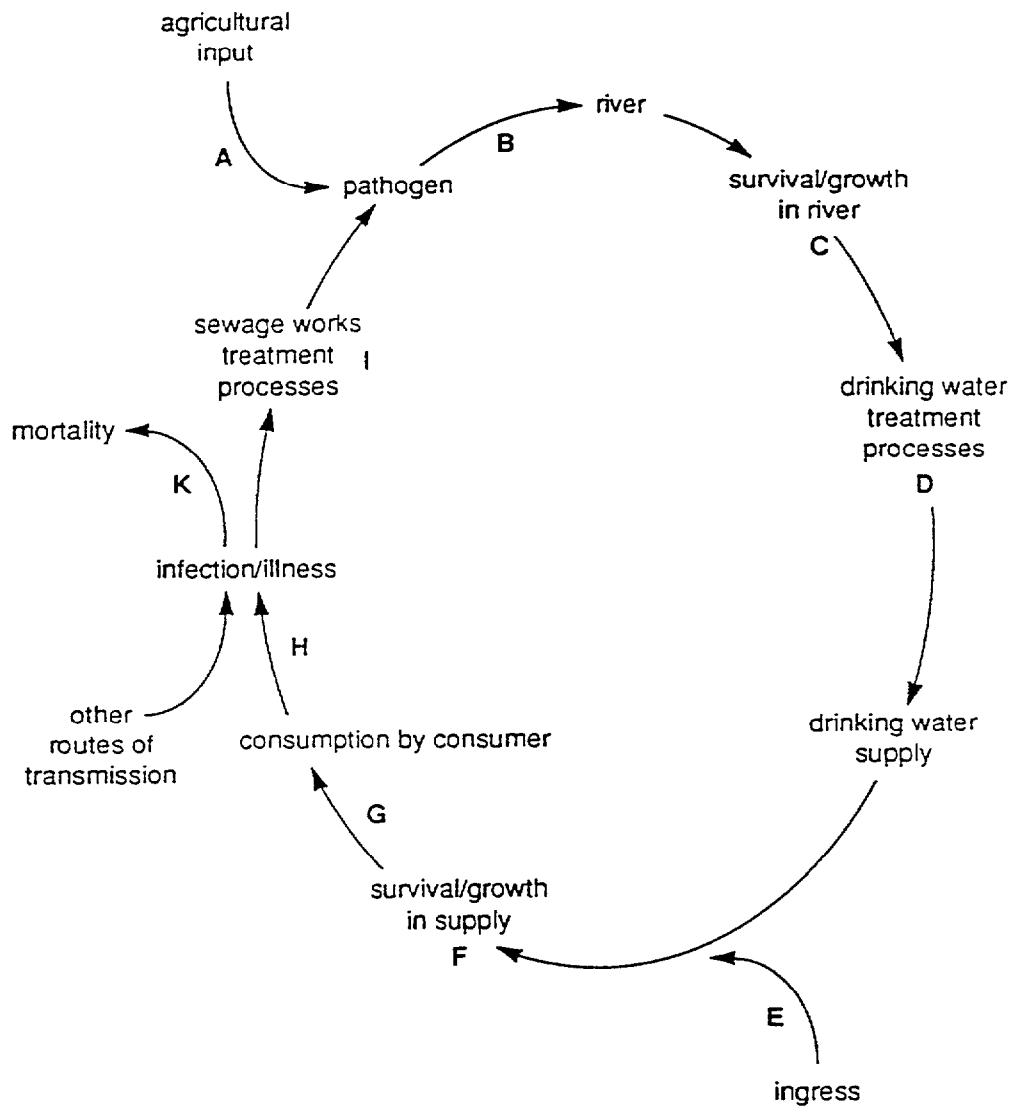 agricultural
input
A
pathogen
B
river
survival/growth
in river
C
drinking water
treatment
processes
D
drinking water
supply
E
ingress
survival/growth
in supply
F
G
consumption by consumer
H
other
routes of
transmission
infection/illness
K
mortality
sewage works
treatment
processes
I